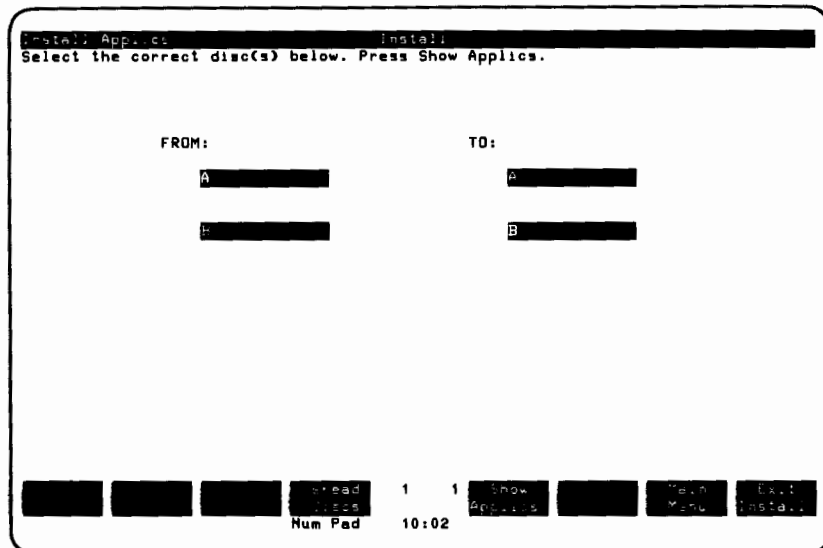 Install Applics Install
Select the correct disc(s) below. Press Show Applics.
FROM: TO:
A A
B B
Reread 1 1 Show Main Exit
Discs Applics Menu Install
Num Pad 10:02